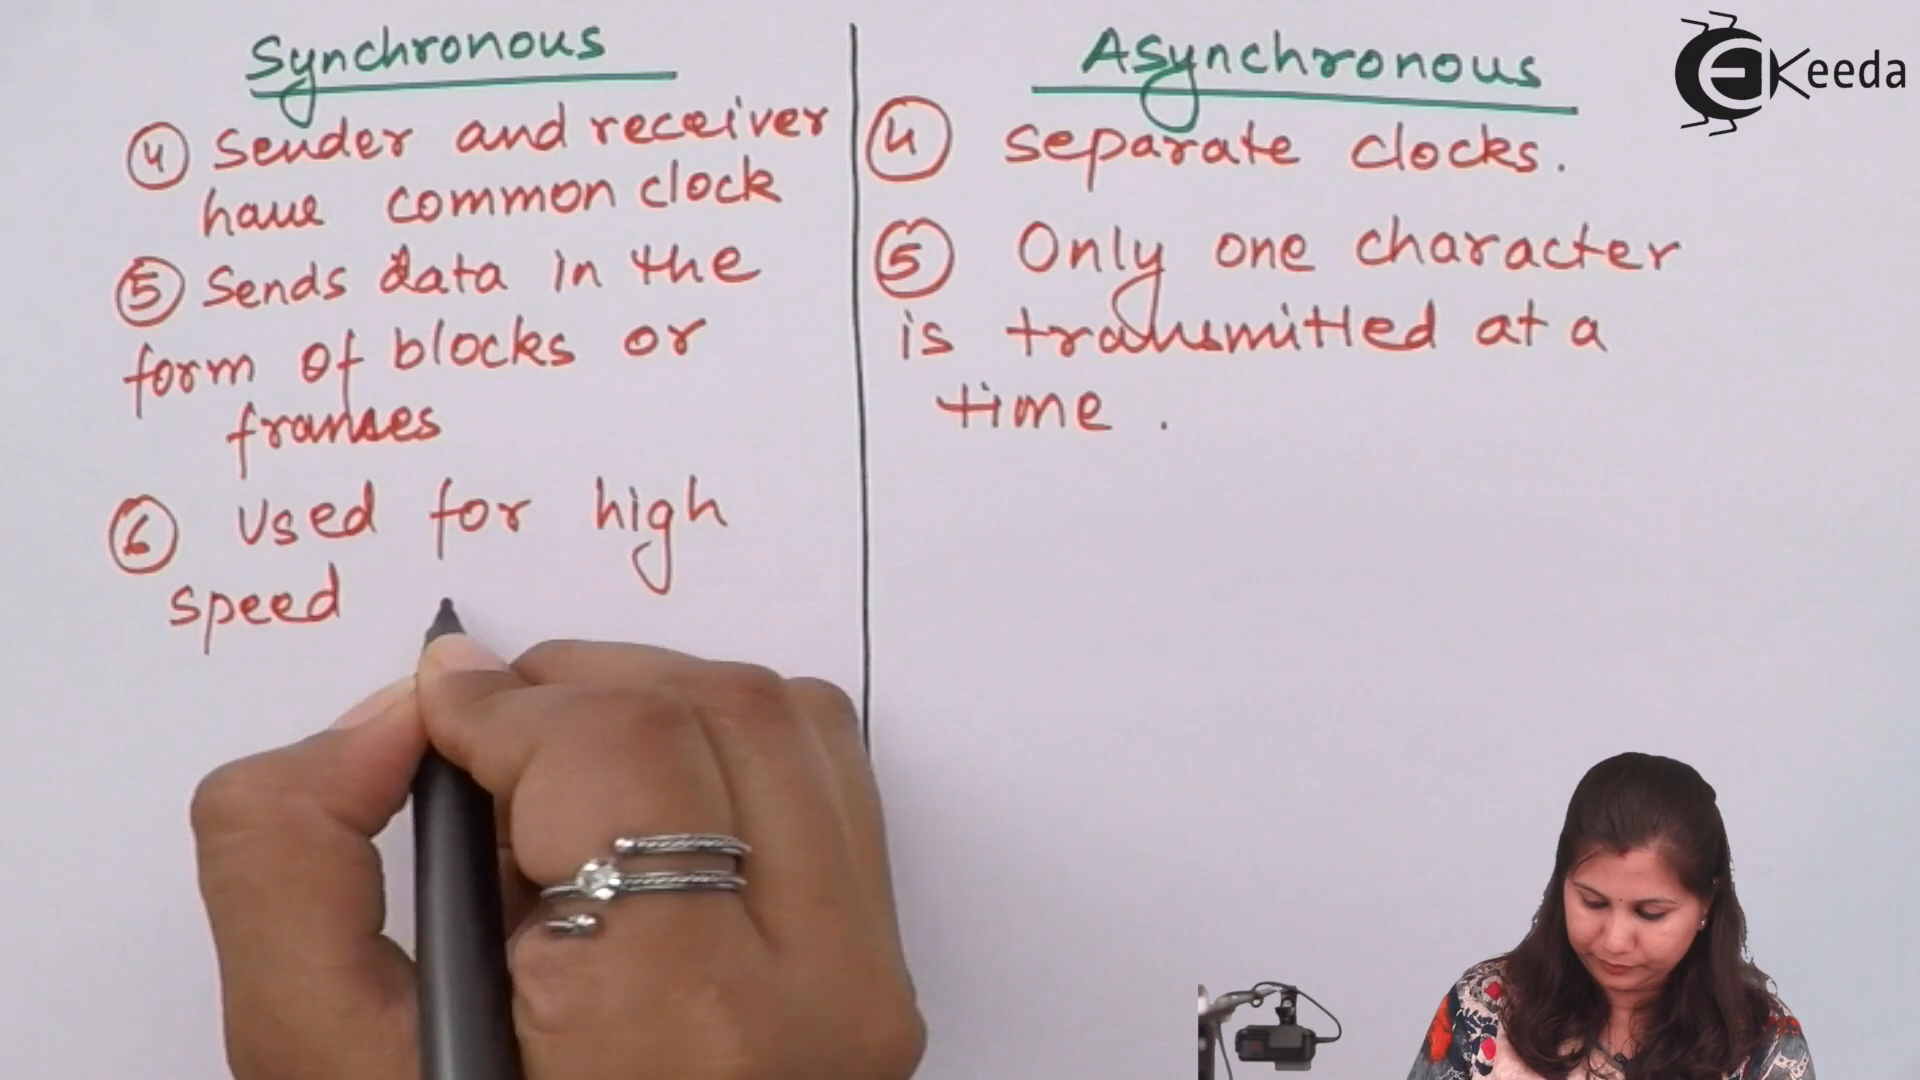 Synchronous
④ Sender and receiver
have common clock
⑤ Sends data in the
form of blocks or
frames
⑥ Used for high
speed
Asynchronous
④ separate clocks.
⑤ Only one character
is transmitted at a
time .
EKeeda